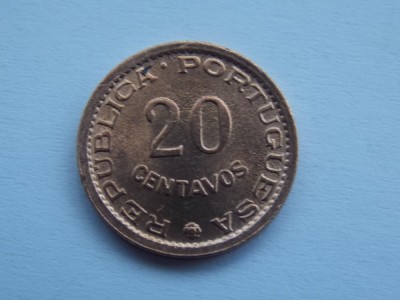 REPUBLICA · PORTUGUESA
20
CENTAVOS